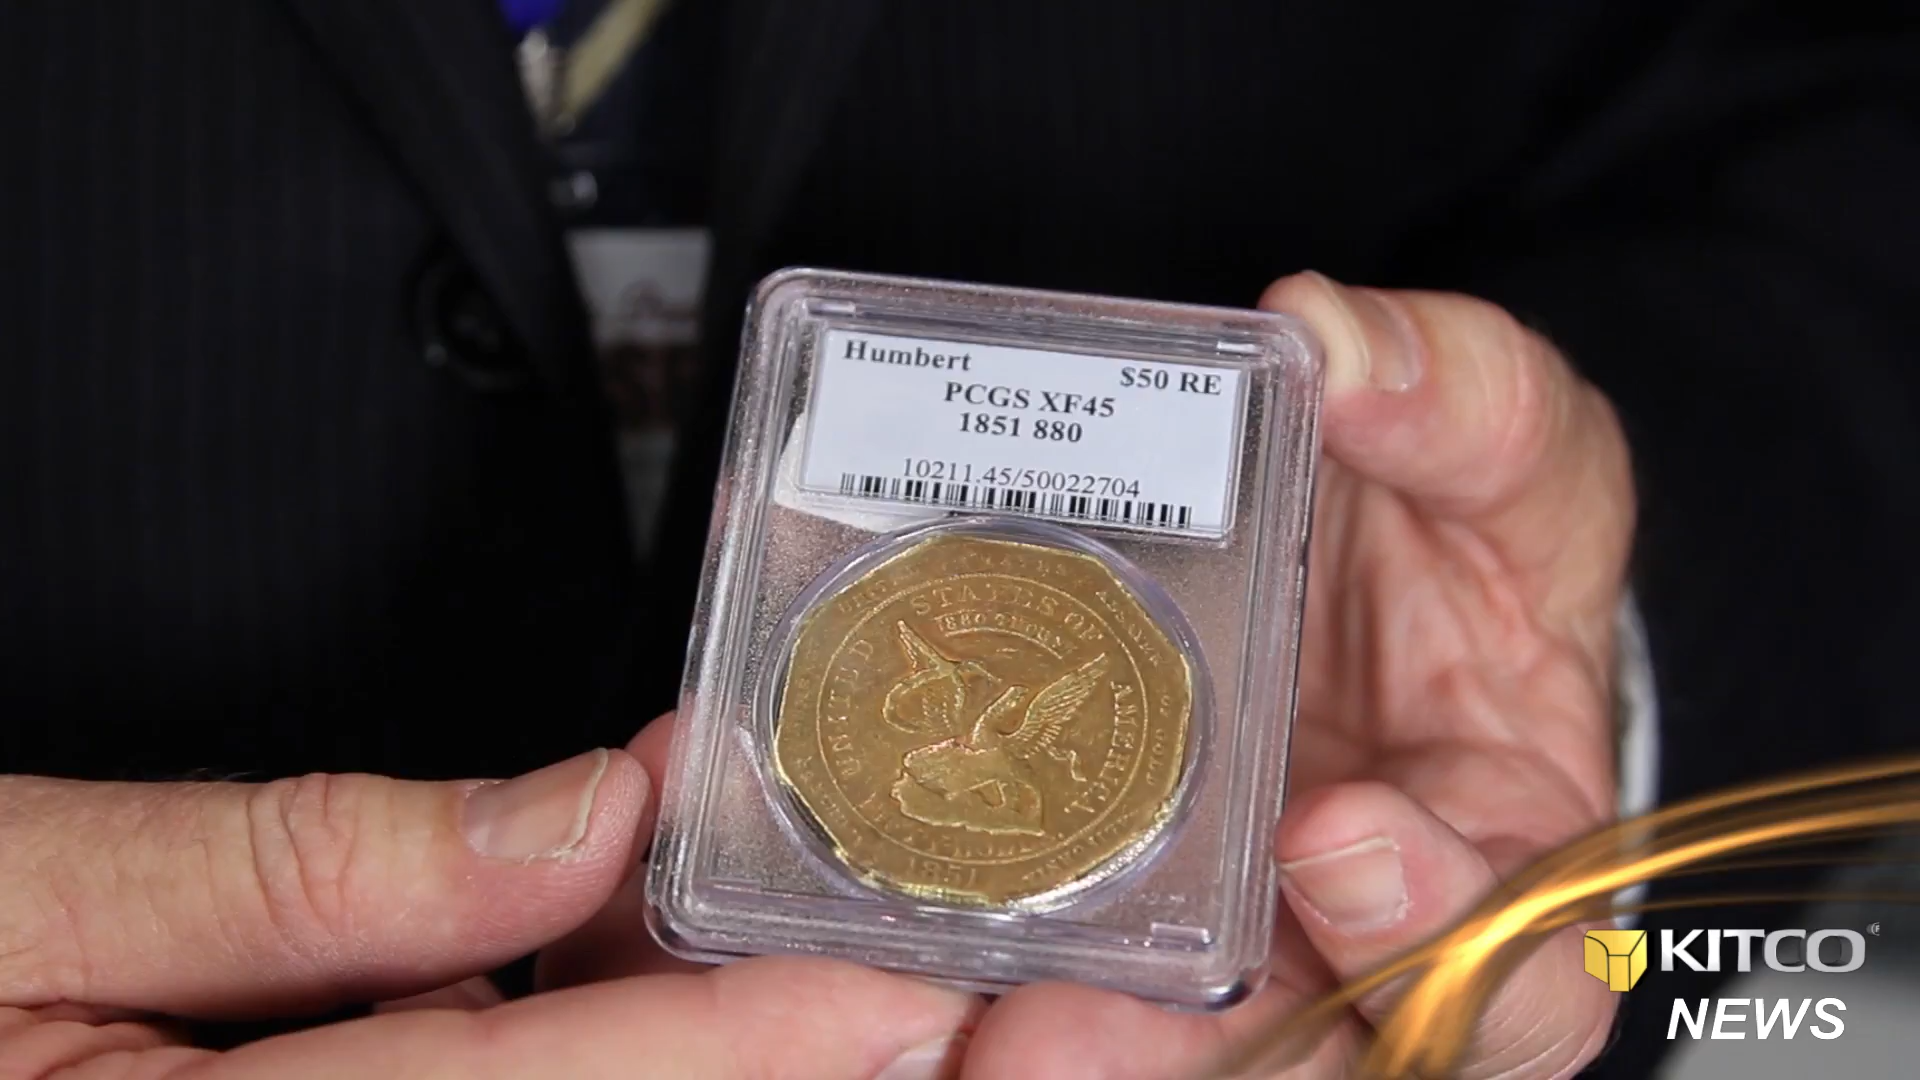 Humbert
$50 RE
PCGS XF45
1851 880
10211.45/50022704
UNITED STATES OF AMERICA
880 THOUS
1851
KITCO
NEWS